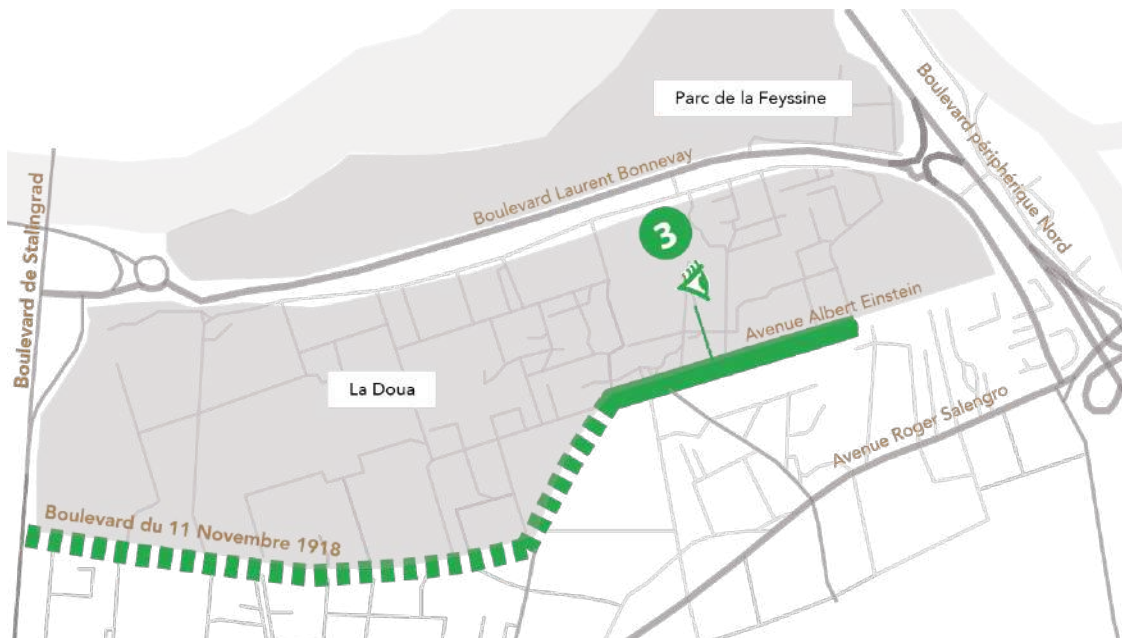 Parc de la Feyssine
Boulevard périphérique Nord
Boulevard Laurent Bonnevay
Boulevard de Stalingrad
3
Avenue Albert Einstein
La Doua
Avenue Roger Salengro
Boulevard du 11 Novembre 1918